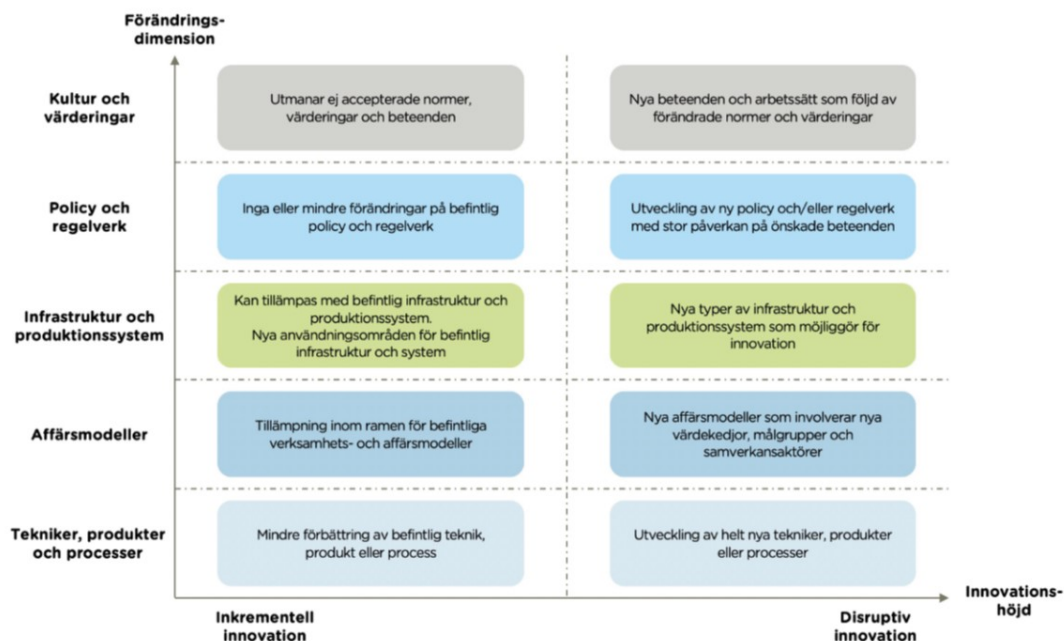 Förändrings-
dimension
Kultur och
värderingar
Utmanar ej accepterade normer,
värderingar och beteenden
Nya beteenden och arbetssätt som följd av
förändrade normer och värderingar
Policy och
regelverk
Inga eller mindre förändringar på befintlig
policy och regelverk
Utveckling av ny policy och/eller regelverk
med stor påverkan på önskade beteenden
Infrastruktur och
produktionssystem
Kan tillämpas med befintlig infrastruktur och
produktionssystem.
Nya användningsområden för befintlig
infrastruktur och system
Nya typer av infrastruktur och
produktionssystem som möjliggör för
innovation
Affärsmodeller
Tillämpning inom ramen för befintliga
verksamhets- och affärsmodeller
Nya affärsmodeller som involverar nya
värdekedjor, målgrupper och
samverkansaktörer
Tekniker, produkter
och processer
Mindre förbättring av befintlig teknik,
produkt eller process
Utveckling av helt nya tekniker, produkter
eller processer
Inkrementell
innovation
Disruptiv
innovation
Innovations-
höjd